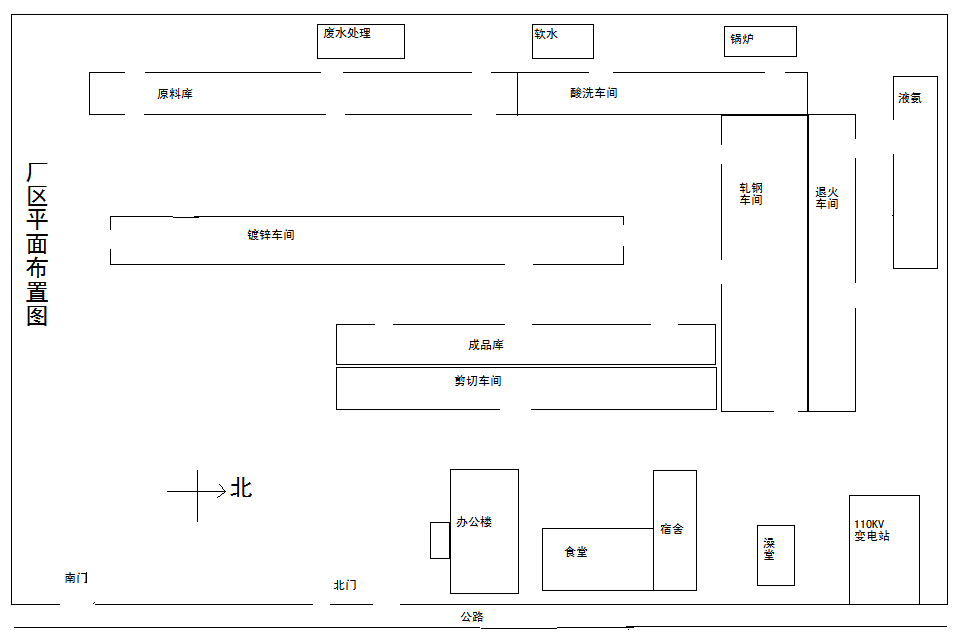 废水处理
软水
锅炉
原料库
酸洗车间
液氨
厂区平面布置图
轧钢
车间
退火
车间
镀锌车间
成品库
剪切车间
北
办公楼
食堂
宿舍
澡
堂
110KV
变电站
南门
北门
公路